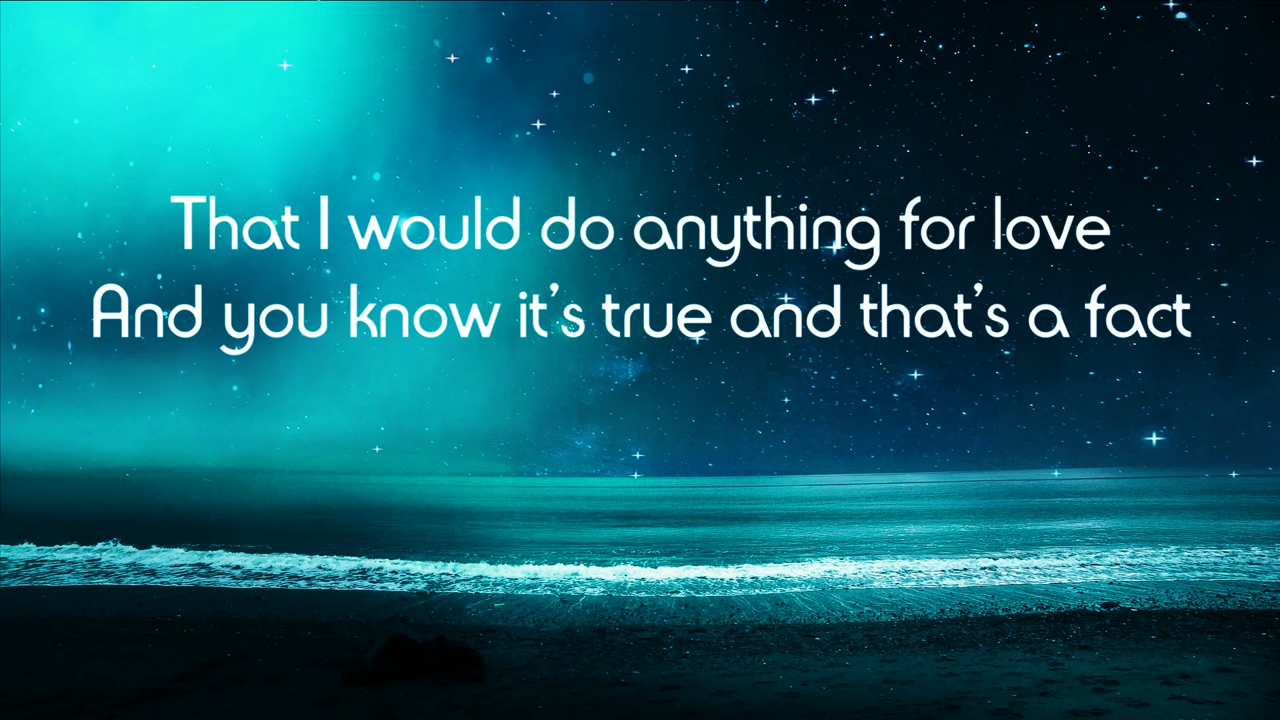 That I would do anything for love
And you know it's true and that's a fact